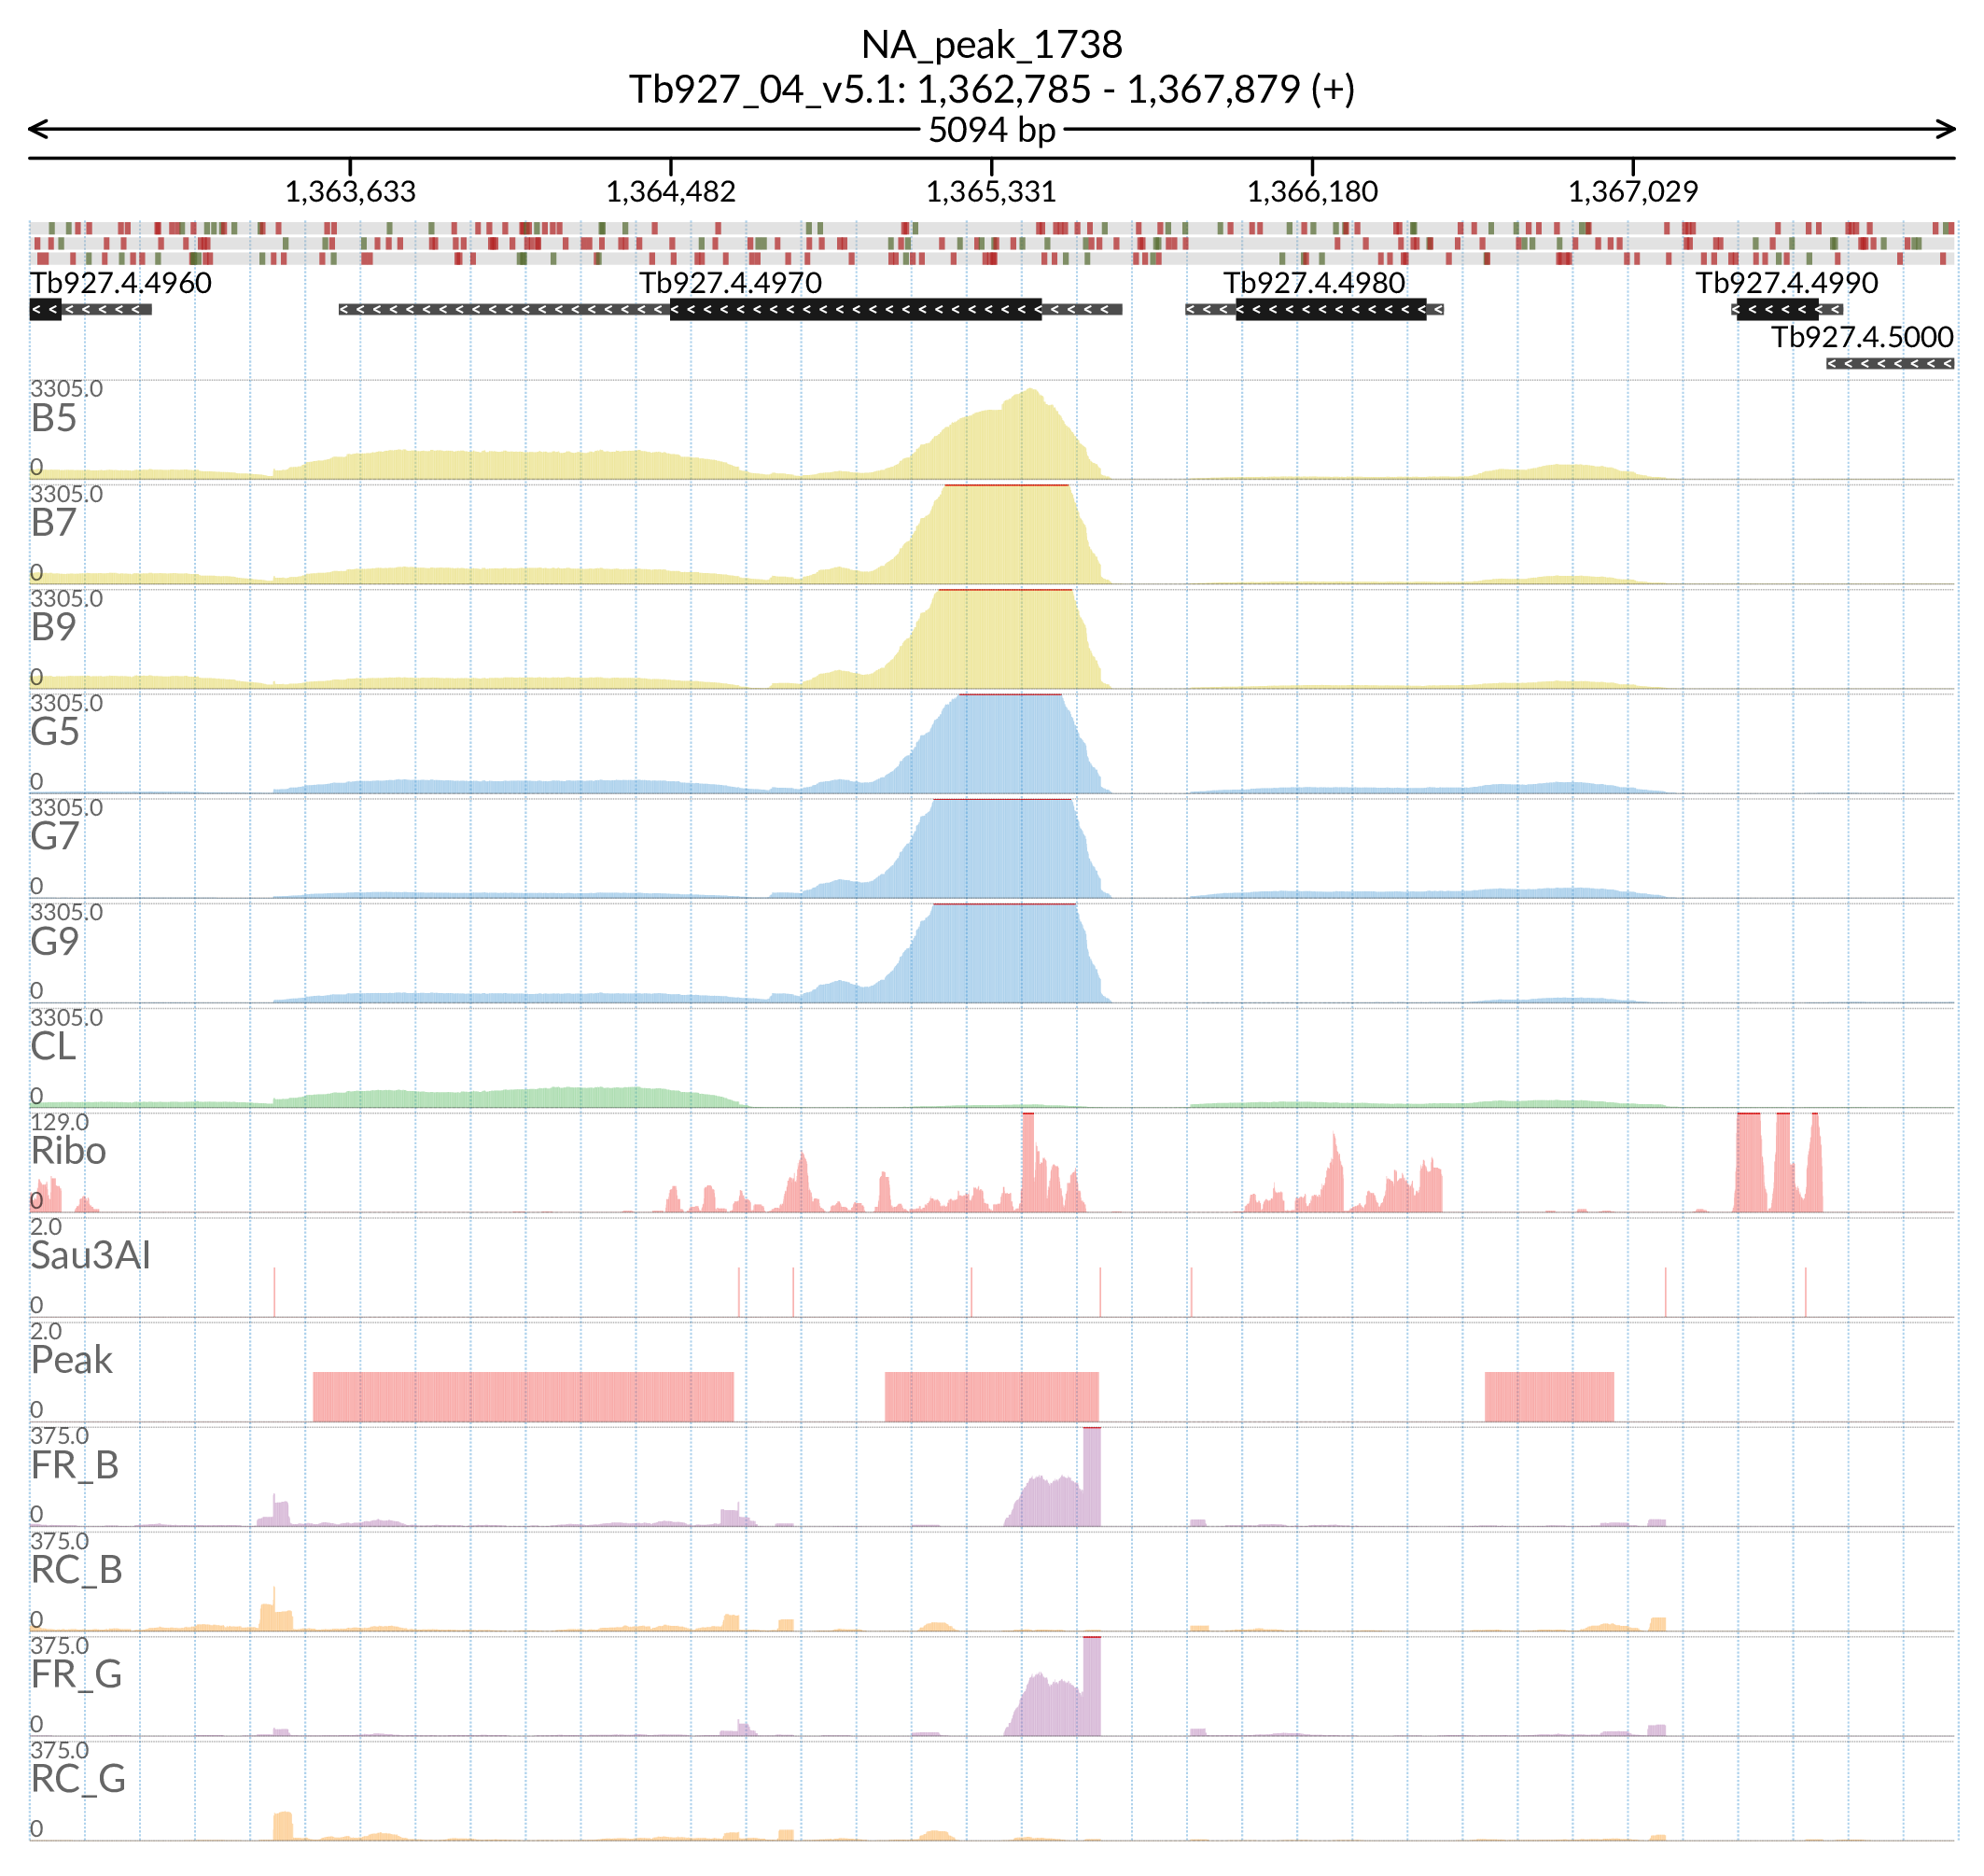 NA_peak_1738
Tb927_04_v5.1: 1,362,785 - 1,367,879 (+)
5094 bp
1,363,633 1,364,482 1,365,331 1,366,180 1,367,029
Tb927.4.4960 Tb927.4.4970 Tb927.4.4980 Tb927.4.4990
Tb927.4.5000
3305.0
B5
0
3305.0
B7
0
3305.0
B9
0
3305.0
G5
0
3305.0
G7
0
3305.0
G9
0
3305.0
CL
0
129.0
Ribo
0
2.0
Sau3AI
0
2.0
Peak
0
375.0
FR_B
0
375.0
RC_B
0
375.0
FR_G
0
375.0
RC_G
0